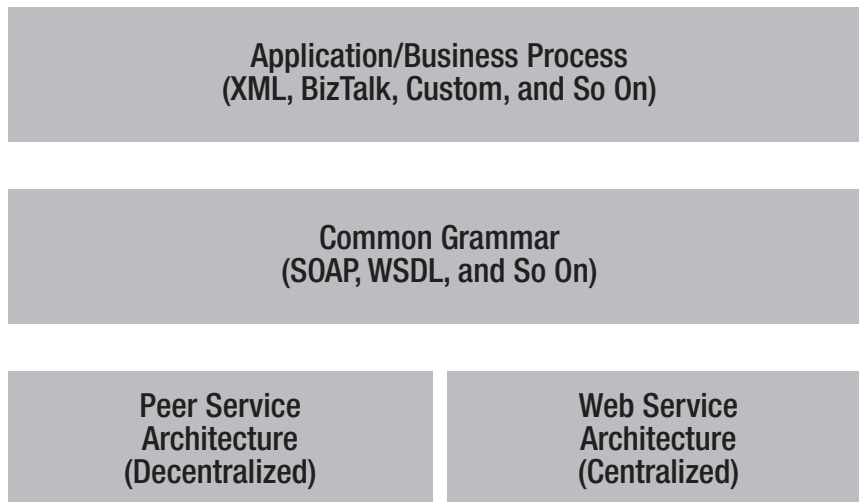 Application/Business Process
(XML, BizTalk, Custom, and So On)
Common Grammar
(SOAP, WSDL, and So On)
Peer Service
Architecture
(Decentralized)
Web Service
Architecture
(Centralized)